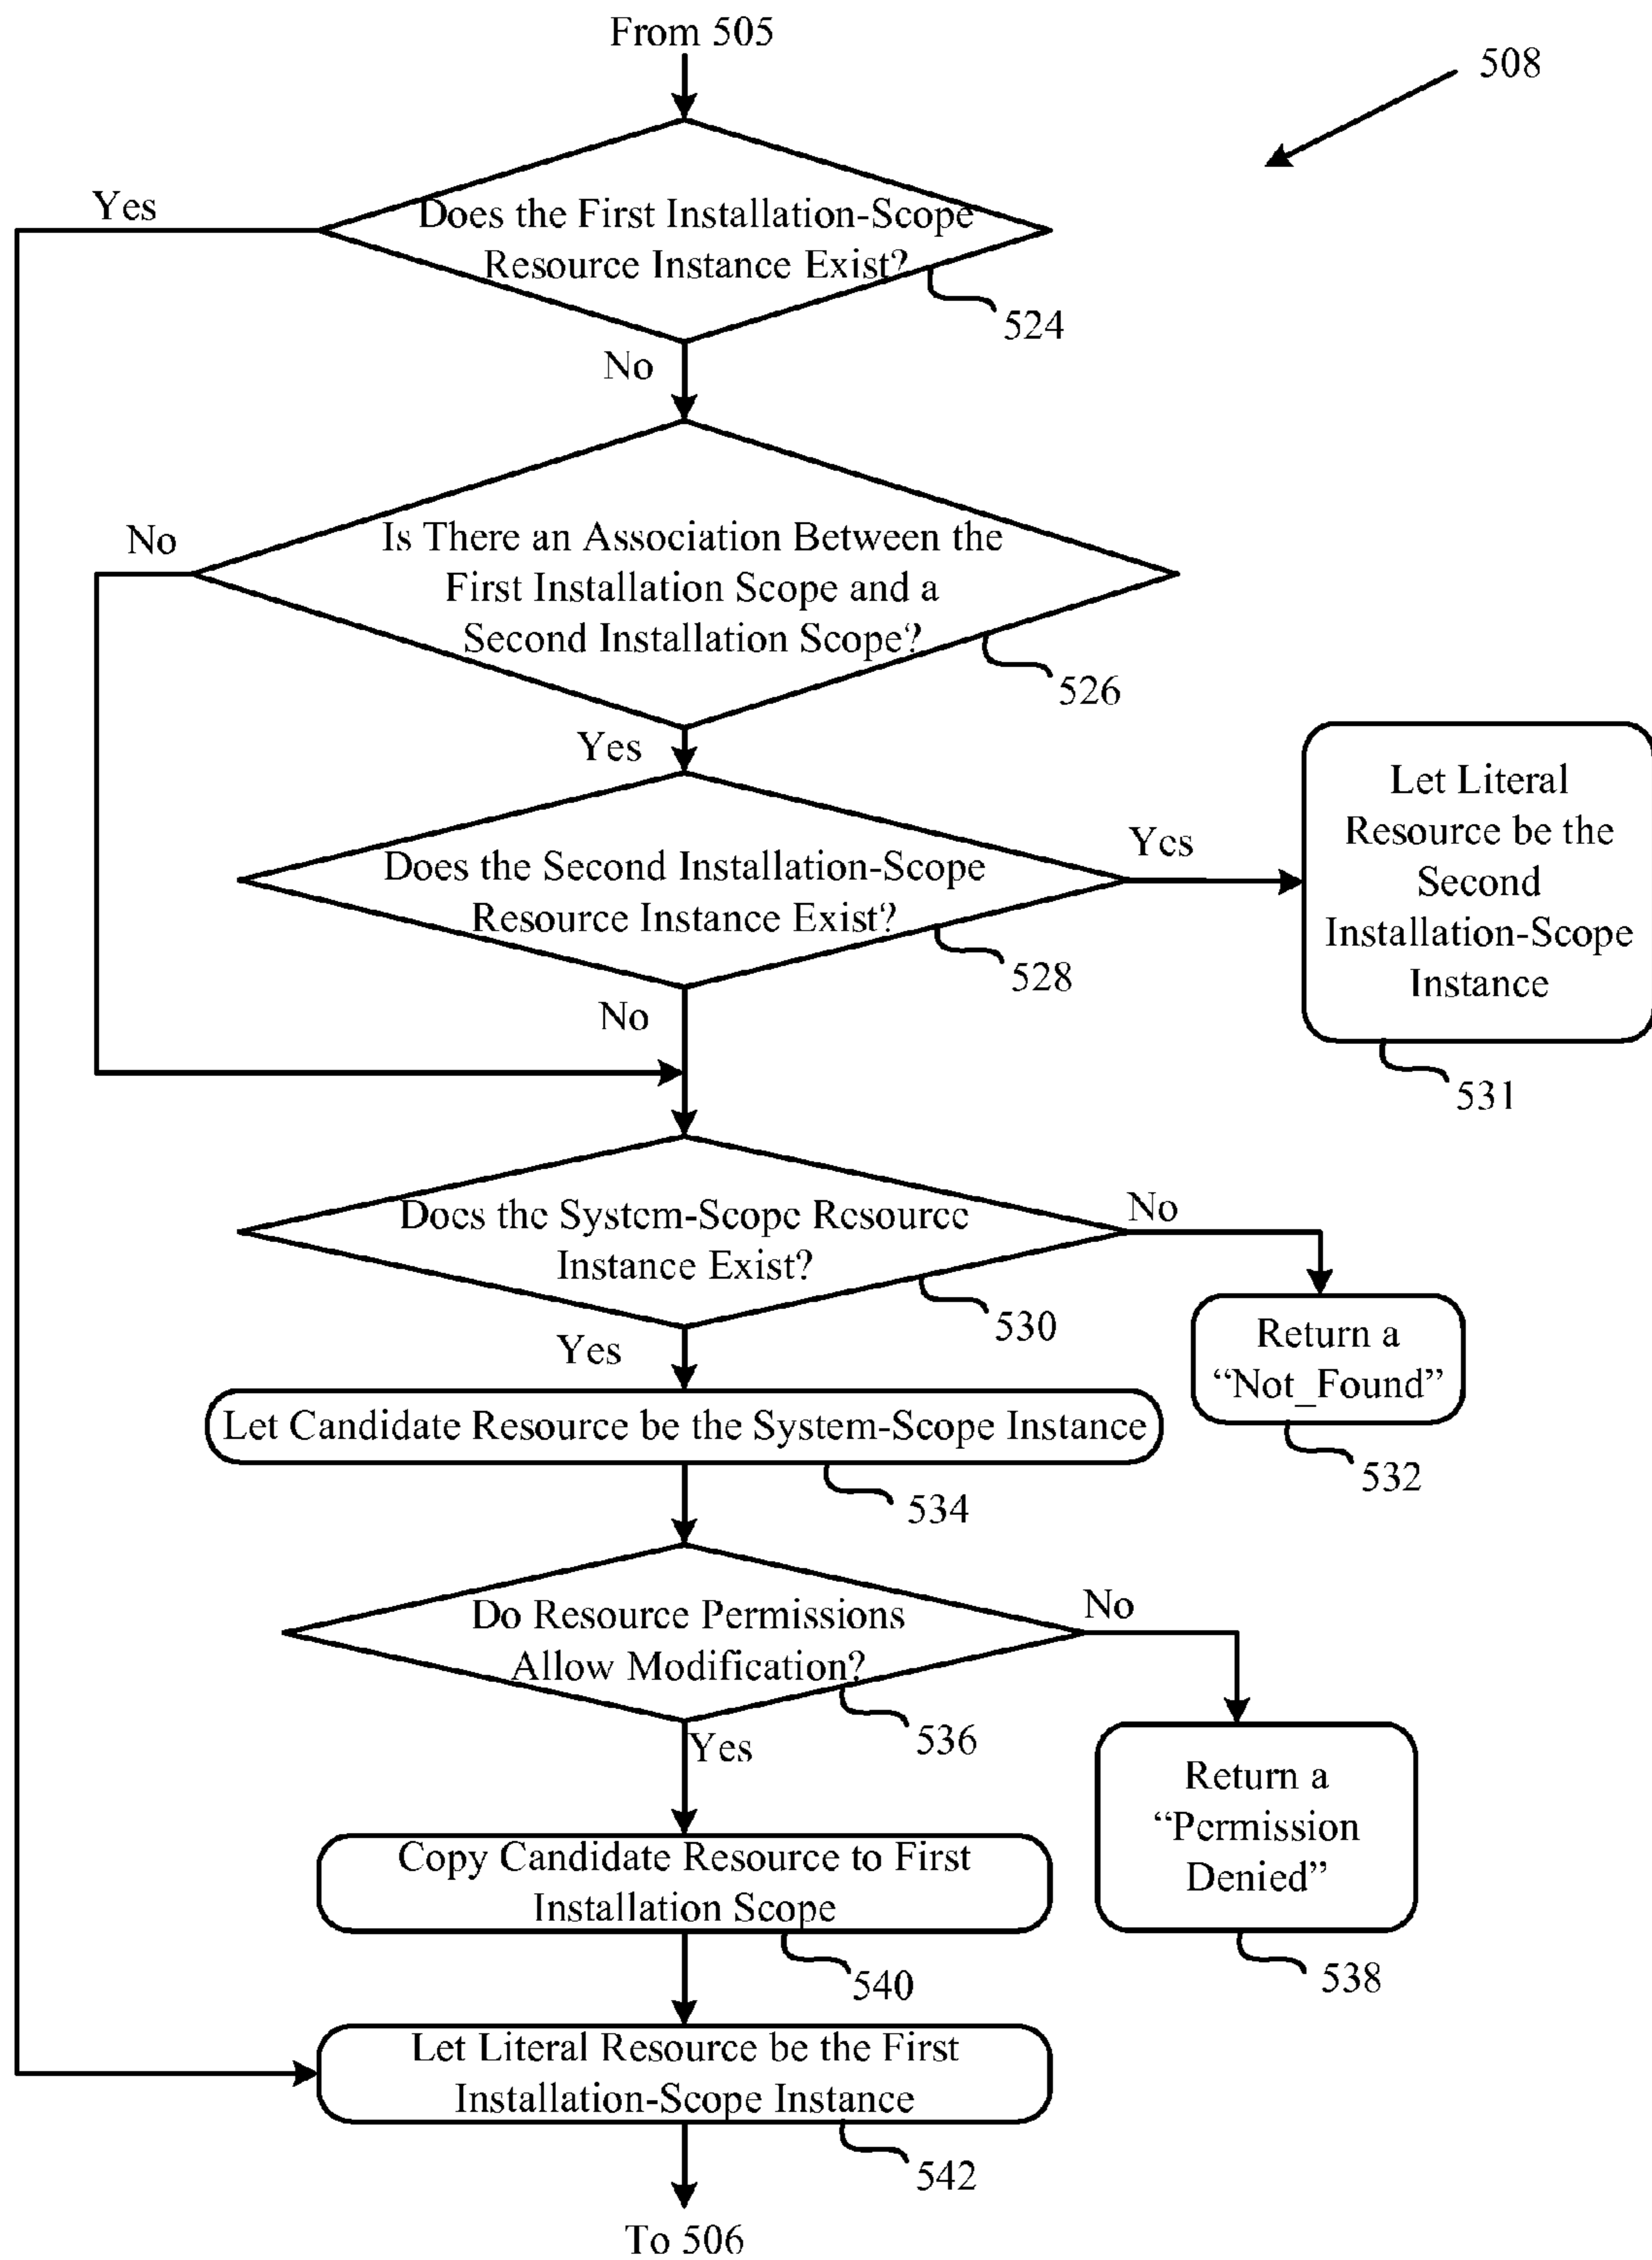 From 505
508
Yes
Does the First Installation-Scope
Resource Instance Exist?
524
No
No
Is There an Association Between the
First Installation Scope and a
Second Installation Scope?
526
Yes
Does the Second Installation-Scope
Resource Instance Exist?
528
Yes
Let Literal
Resource be the
Second
Installation-Scope
Instance
531
No
Does the System-Scope Resource
Instance Exist?
530
No
Return a
“Not_Found”
532
Yes
Let Candidate Resource be the System-Scope Instance
534
Do Resource Permissions
Allow Modification?
536
No
Return a
“Permission
Denied”
538
Yes
Copy Candidate Resource to First
Installation Scope
540
Let Literal Resource be the First
Installation-Scope Instance
542
To 506